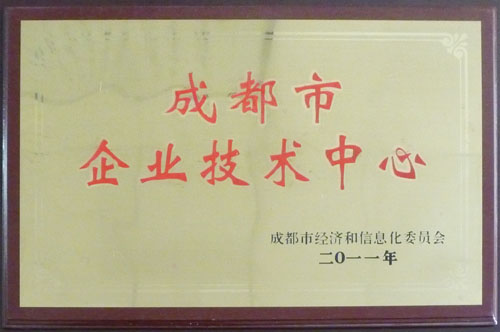 成都市
企业技术中心
成都市经济和信息化委员会
二〇一一年